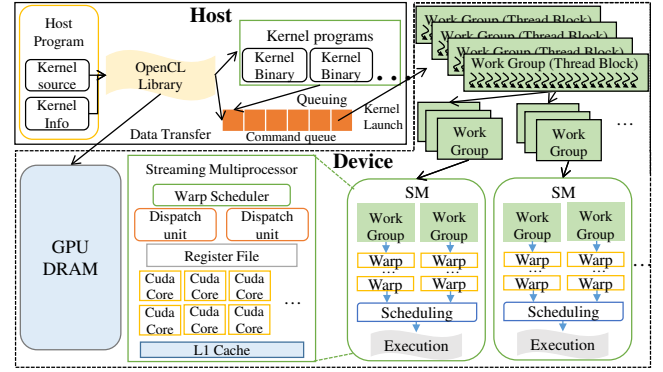 Host
Host
Program
Kernel
source
Kernel
Info
OpenCL
Library
Kernel programs
Kernel
Binary
Kernel
Binary
...
Queuing
Command queue
Data Transfer
Kernel
Launch
Work Group (Thread Block)
Work Group (Thread Block)
Work Group (Thread Block)
Work Group (Thread Block)
Work
Group
Work
Group
...
Device
GPU
DRAM
Streaming Multiprocessor
Warp Scheduler
Dispatch
unit
Dispatch
unit
Register File
Cuda
Core
Cuda
Core
Cuda
Core
Cuda
Core
Cuda
Core
Cuda
Core
...
L1 Cache
SM
Work
Group
Work
Group
Warp
...
Warp
Warp
...
Warp
Scheduling
Execution
SM
Work
Group
Work
Group
Warp
...
Warp
Warp
...
Warp
Scheduling
Execution
...